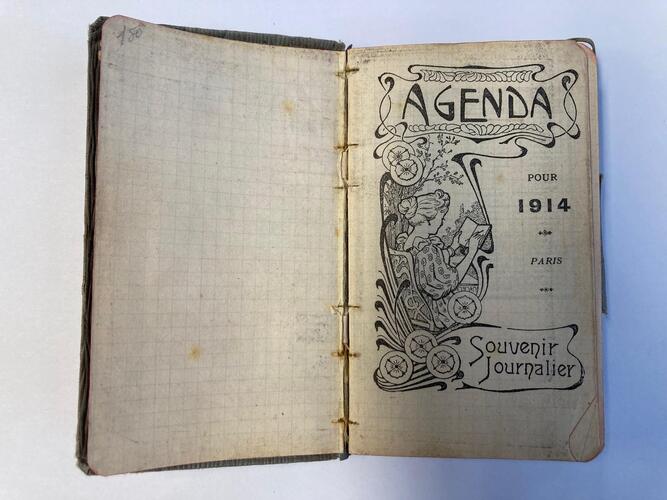 180
AGENDA
POUR
1914
PARIS
Souvenir
Journalier